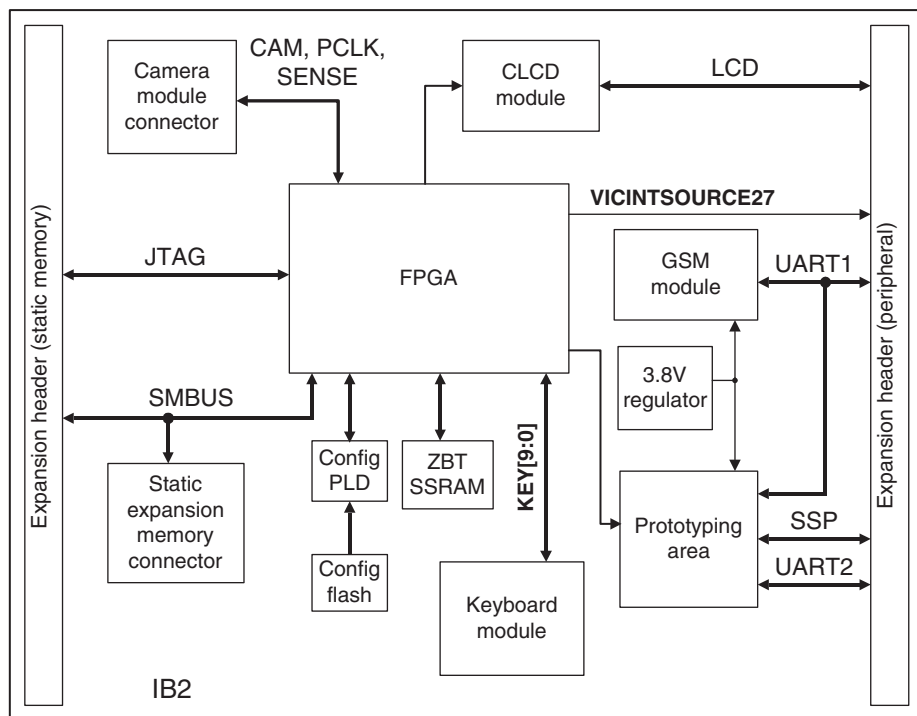 CAM, PCLK,
SENSE
Camera
module
connector
CLCD
module
LCD
Expansion header (static memory)
Expansion header (peripheral)
VICINTSOURCE27
JTAG
FPGA
GSM
module
UART1
3.8V
regulator
SMBUS
Config
PLD
ZBT
SSRAM
KEY[9:0]
Static
expansion
memory
connector
Prototyping
area
SSP
UART2
Config
flash
Keyboard
module
IB2